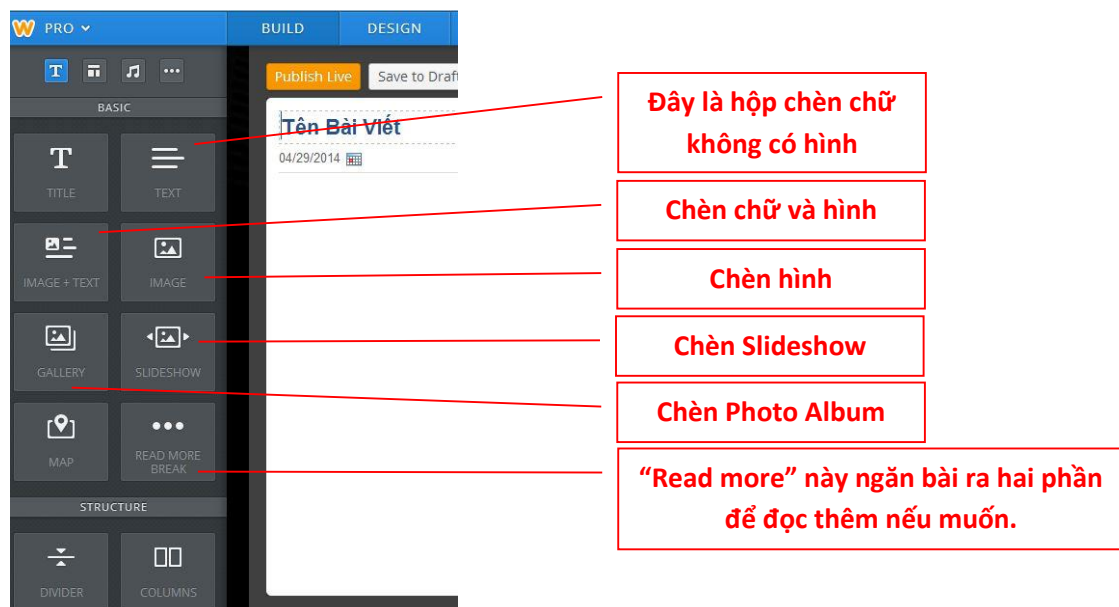 W PRO
BUILD
DESIGN
T
BASIC
Publish Live
Save to Draft
Tên Bài Viết
04/29/2014
T
TITLE
TEXT
IMAGE + TEXT
IMAGE
GALLERY
SLIDESHOW
MAP
READ MORE
BREAK
STRUCTURE
DIVIDER
COLUMNS
Đây là hộp chèn chữ
không có hình
Chèn chữ và hình
Chèn hình
Chèn Slideshow
Chèn Photo Album
“Read more” này ngăn bài ra hai phần
để đọc thêm nếu muốn.